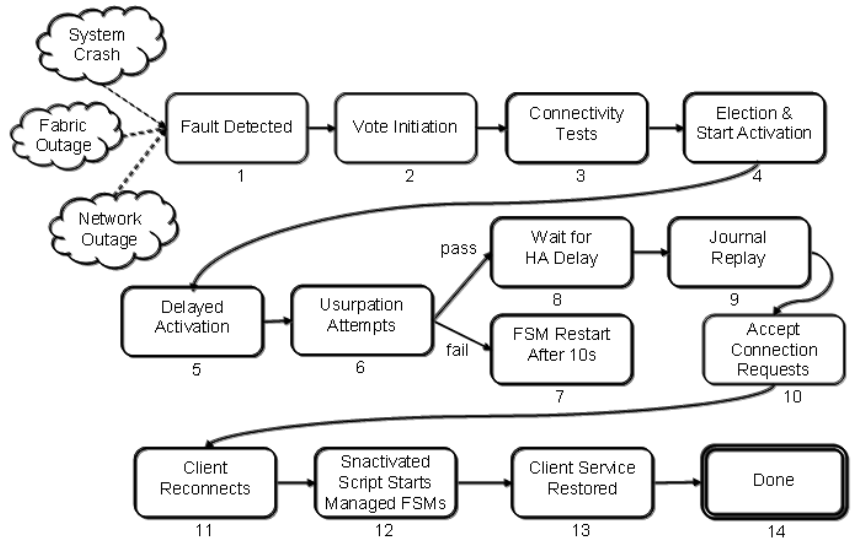 System
Crash
Fabric
Outage
Network
Outage
Fault Detected
1
Vote Initiation
2
Connectivity
Tests
3
Election &
Start Activation
4
Delayed
Activation
5
Usurpation
Attempts
6
pass
fail
Wait for
HA Delay
8
FSM Restart
After 10s
7
Journal
Replay
9
Accept
Connection
Requests
10
Client
Reconnects
11
Snactivated
Script Starts
Managed FSMs
12
Client Service
Restored
13
Done
14